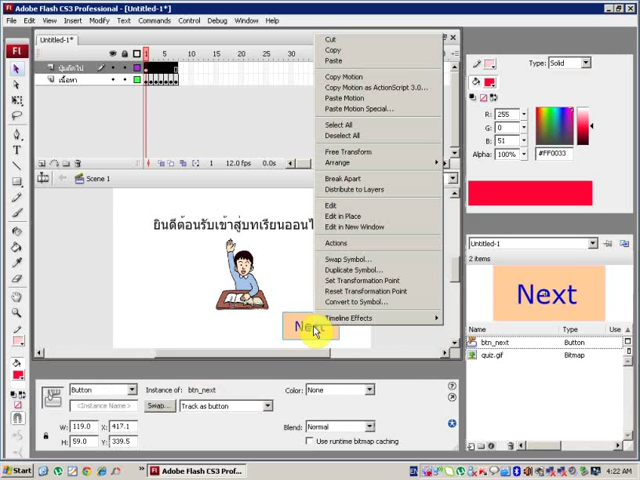 Adobe Flash CS3 Professional - [Untitled-1*]
File Edit View Insert Modify Text Commands Control Debug Window Help
Untitled-1*
1 5 10 15
ปุ่มถัดไป
เนื้อหา
1 12.0 fps 0.0s
Scene 1
ยินดีต้อนรับเข้าสู่บทเรียนออนไ
Next
Cut
Copy
Paste
Copy Motion
Copy Motion as ActionScript 3.0...
Paste Motion
Paste Motion Special...
Select All
Deselect All
Free Transform
Arrange
Break Apart
Distribute to Layers
Edit
Edit in Place
Edit in New Window
Actions
Swap Symbol...
Duplicate Symbol...
Set Transformation Point
Reset Transformation Point
Convert to Symbol...
Timeline Effects
Type: Solid
R: 255
G: 0
B: 51
Alpha: 100% #FF0033
Untitled-1
2 items
Next
Name Type
btn_next Button
quiz.gif Bitmap
Button Instance of: btn_next Color: None
<Instance Name> Swap... Track as button
W: 119.0 X: 417.1 Blend: Normal
H: 59.0 Y: 339.5 Use runtime bitmap caching
Start Adobe Flash CS3 Prof... EN 4:22 AM